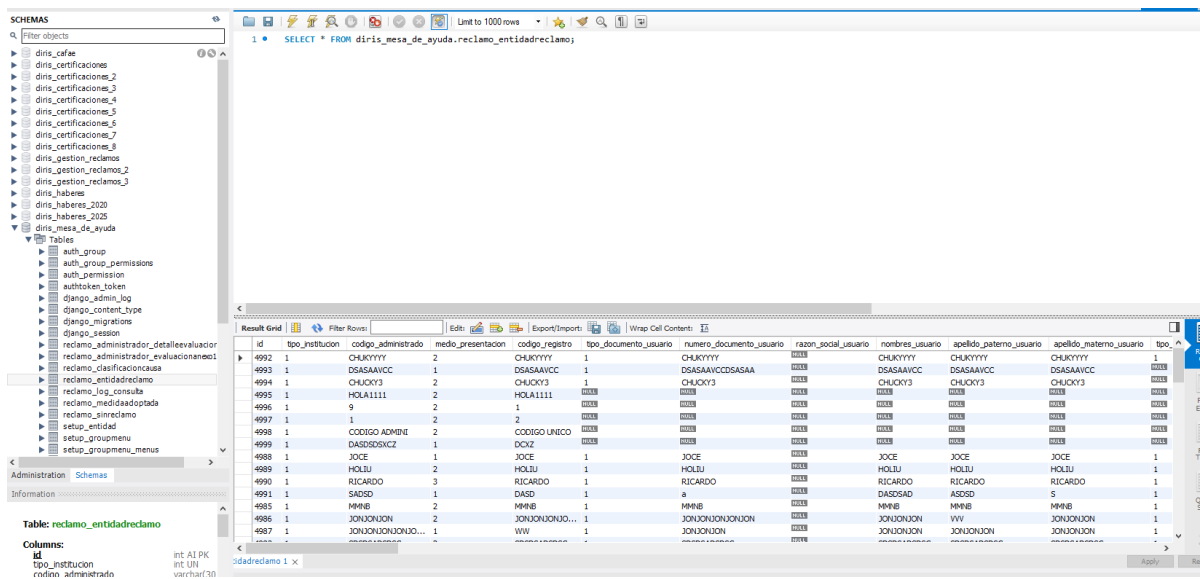 SCHEMAS
Filter objects
diris_cafae
diris_certificaciones
diris_certificaciones_2
diris_certificaciones_3
diris_certificaciones_4
diris_certificaciones_5
diris_certificaciones_6
diris_certificaciones_7
diris_certificaciones_8
diris_gestion_reclamos
diris_gestion_reclamos_2
diris_gestion_reclamos_3
diris_haberes
diris_haberes_2020
diris_haberes_2025
diris_mesa_de_ayuda
Tables
auth_group
auth_group_permissions
auth_permission
authtoken_token
django_admin_log
django_content_type
django_migrations
django_session
reclamo_administrador_detalleevaluacion
reclamo_administrador_evaluacionanexo1
reclamo_clasificacioncausa
reclamo_entidadreclamo
reclamo_log_consulta
reclamo_medidaadoptada
reclamo_sinreclamo
setup_entidad
setup_groupmenu
setup_groupmenu_menus
Administration Schemas
Information
Table: reclamo_entidadreclamo
Columns:
id int AI PK
tipo_institucion int UN
codigo_administrado varchar(30
Limit to 1000 rows
1 SELECT * FROM diris_mesa_de_ayuda.reclamo_entidadreclamo;
Result Grid Filter Rows: Edit: Export/Import: Wrap Cell Content:
id tipo_institucion codigo_administrado medio_presentacion codigo_registro tipo_documento_usuario numero_documento_usuario razon_social_usuario nombres_usuario apellido_paterno_usuario apellido_materno_usuario tipo_
4992 1 CHUKYYYY 2 CHUKYYYY 1 CHUKYYYY NULL CHUKYYYY CHUKYYYY CHUKYYYY 1
4993 1 DSASAAVCC 1 DSASAAVCC 1 DSASAAYCCDSASAA NULL DSASAAVCC DSASAAVCC DSASAAVCC NULL
4994 1 CHUCKY3 2 CHUCKY3 1 CHUCKY3 NULL CHUCKY3 CHUCKY3 CHUCKY3 1
4995 1 HOLA1111 2 HOLA1111 NULL NULL NULL NULL NULL NULL NULL
4996 1 9 2 1 NULL NULL NULL NULL NULL NULL NULL
4997 1 1 2 2 NULL NULL NULL NULL NULL NULL NULL
4998 1 CODIGO ADMINI 2 CODIGO UNICO NULL NULL NULL NULL NULL NULL NULL
4999 1 DASDSDSXCZ 1 DCXZ NULL NULL NULL NULL NULL NULL NULL
4988 1 JOCE 1 JOCE 1 JOCE NULL JOCE JOCE JOCE 1
4989 1 HOLIU 2 HOLIU 1 HOLIU NULL HOLIU HOLIU HOLIU 1
4990 1 RICARDO 3 RICARDO 1 RICARDO NULL RICARDO RICARDO RICARDO 1
4991 1 SADSD 1 DASD 1 a NULL DASDSAD ASDSD S 1
4985 1 MMNB 2 MMNB 1 MMNB NULL MMNB MMNB MMNB 1
4986 1 JONJONJON 2 JONJONJONJO... 1 JONJONJONJONJON NULL JONJONJON VVV JONJONJON 1
4987 1 JONJONJONJONJO... 1 WW 1 JONJONJON NULL JONJONJON JONJONJON JONJONJON 1
tidadreclamo 1
Apply